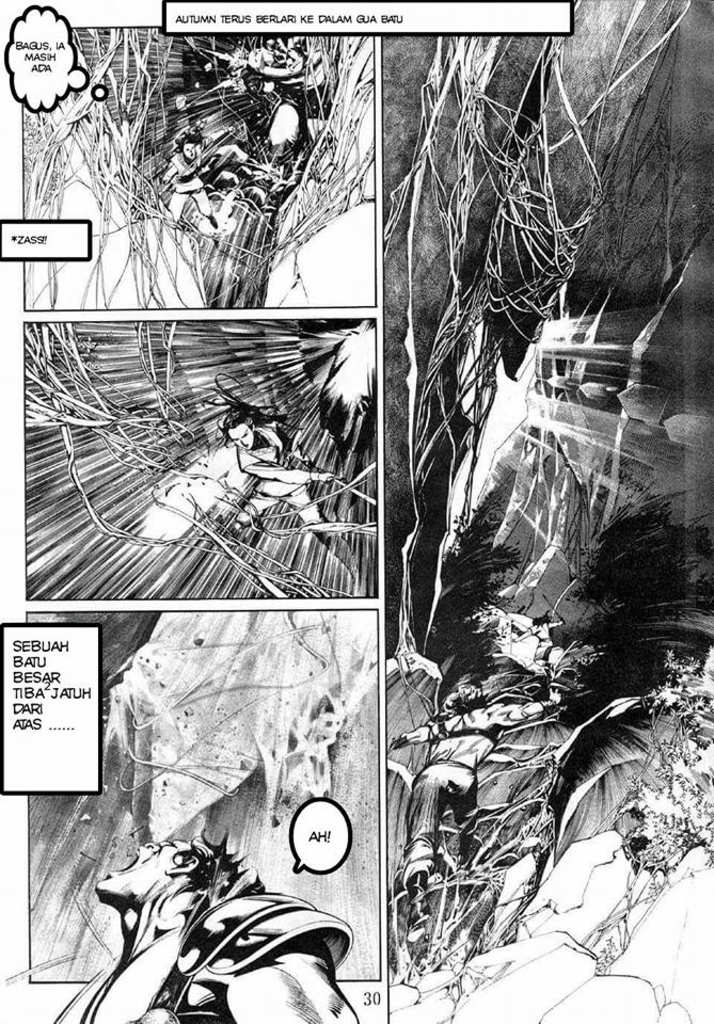 AUTUMN TERUS BERLARI KE DALAM GUA BATU
BAGUS, IA
MASIH
ADA
*ZASS!!
SEBUAH
BATU
BESAR
TIBA²JATUH
DARI
ATAS ......
AH!
30